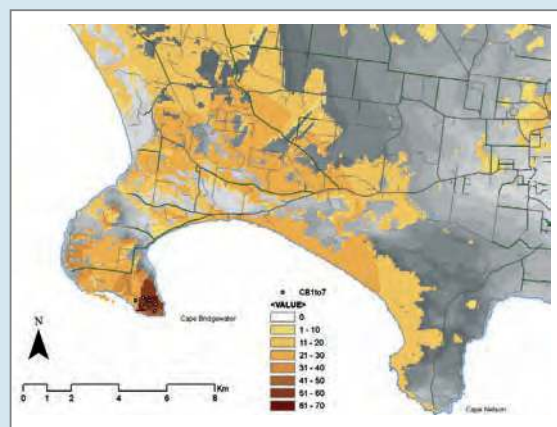 CB1to7
<VALUE>
0
1 - 10
11 - 20
21 - 30
31 - 40
41 - 50
51 - 60
61 - 70
Cape Bridgewater
N
0 2 4 6 8
Km
Cape Nelson